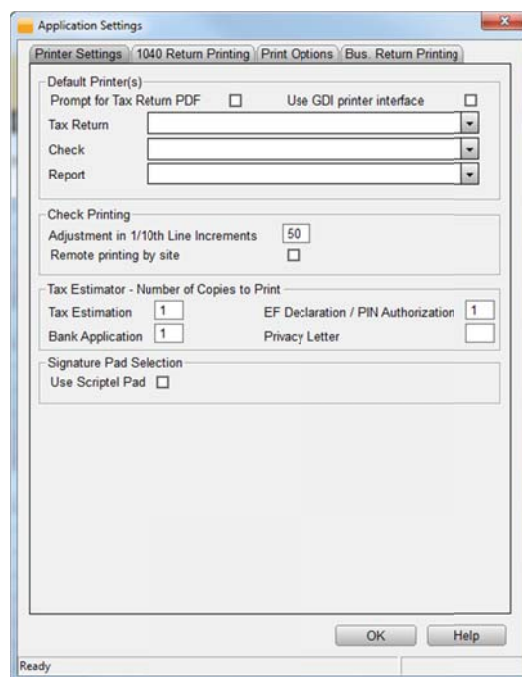 Application Settings
Printer Settings 1040 Return Printing Print Options Bus. Return Printing
Default Printer(s)
Prompt for Tax Return PDF Use GDI printer interface
Tax Return
Check
Report
Check Printing
Adjustment in 1/10th Line Increments 50
Remote printing by site
Tax Estimator - Number of Copies to Print
Tax Estimation 1 EF Declaration / PIN Authorization 1
Bank Application 1 Privacy Letter
Signature Pad Selection
Use Scriptel Pad
OK Help
Ready